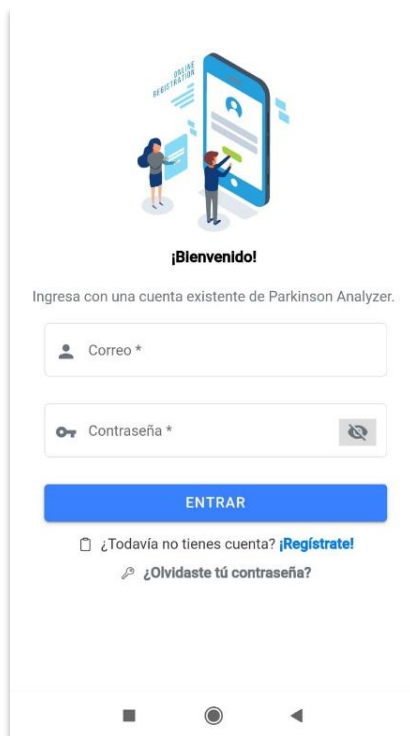 ONLINE
REGISTRATION
¡Bienvenido!
Ingresa con una cuenta existente de Parkinson Analyzer.
Correo *
Contraseña *
ENTRAR
¿Todavía no tienes cuenta? ¡Regístrate!
¿Olvidaste tú contraseña?